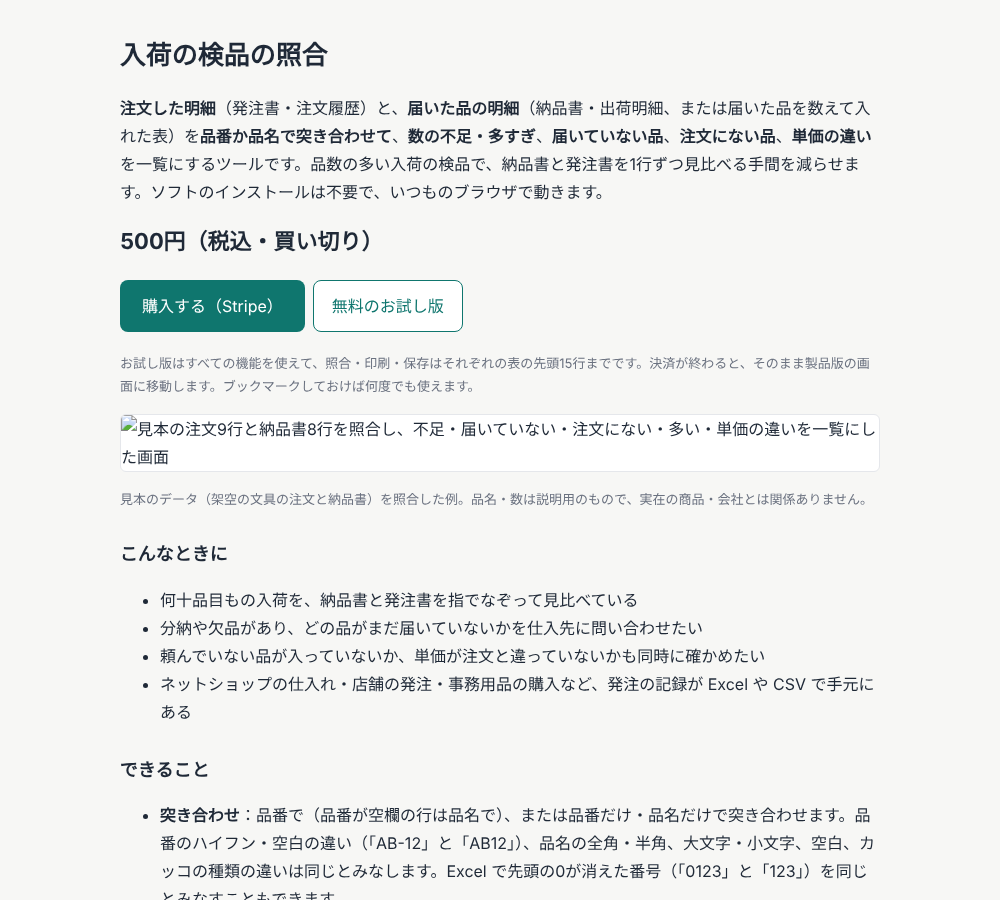 入荷の検品の照合
注文した明細（発注書・注文履歴）と、届いた品の明細（納品書・出荷明細、または届いた品を数えて入
れた表）を品番か品名で突き合わせて、数の不足・多すぎ、届いていない品、注文にない品、単価の違い
を一覧にするツールです。品数の多い入荷の検品で、納品書と発注書を1行ずつ見比べる手間を減らせま
す。ソフトのインストールは不要で、いつものブラウザで動きます。
500円（税込・買い切り）
購入する（Stripe） 無料のお試し版
お試し版はすべての機能を使えて、照合・印刷・保存はそれぞれの表の先頭15行までです。決済が終わると、そのまま製品版の画
面に移動します。ブックマークしておけば何度でも使えます。
見本の注文9行と納品書8行を照合し、不足・届いていない・注文にない・多い・単価の違いを一覧にし
た画面
見本のデータ（架空の文具の注文と納品書）を照合した例。品名・数は説明用のもので、実在の商品・会社とは関係ありません。
こんなときに
• 何十品目もの入荷を、納品書と発注書を指でなぞって見比べている
• 分納や欠品があり、どの品がまだ届いていないかを仕入先に問い合わせたい
• 頼んでいない品が入っていないか、単価が注文と違っていないかも同時に確かめたい
• ネットショップの仕入れ・店舗の発注・事務用品の購入など、発注の記録が Excel や CSV で手元に
ある
できること
• 突き合わせ：品番で（品番が空欄の行は品名で）、または品番だけ・品名だけで突き合わせます。品
番のハイフン・空白の違い（「AB-12」と「AB12」）、品名の全角・半角、大文字・小文字、空白、カ
ッコの種類の違いは同じとみなします。Excel で先頭の0が消えた番号（「0123」と「123」）を同じ
とみなすこともできます。